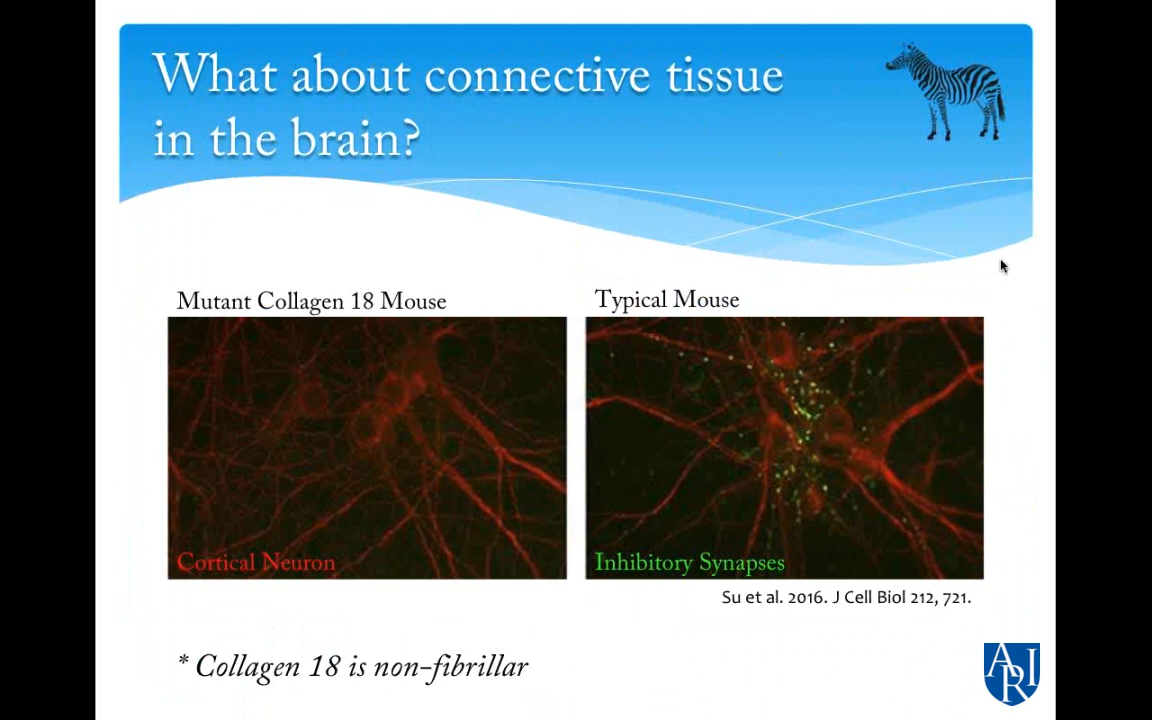 What about connective tissue
in the brain?
Mutant Collagen 18 Mouse
Typical Mouse
Cortical Neuron
Inhibitory Synapses
Su et al. 2016. J Cell Biol 212, 721.
* Collagen 18 is non-fibrillar
ARI